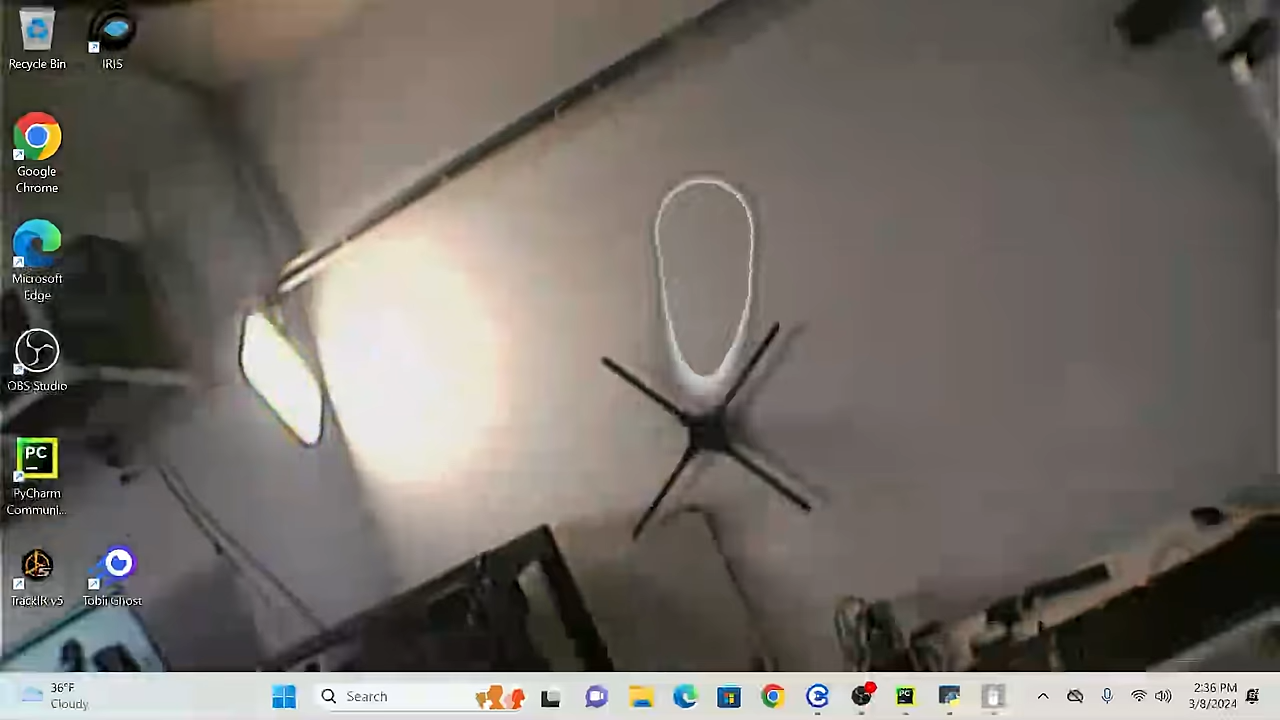 Recycle Bin
IRIS
Google
Chrome
Microsoft
Edge
OBS Studio
PC
PyCharm
Communi...
TrackIR v5
Tobii Ghost
36°F
Cloudy
Search
2:36 PM
3/8/2024